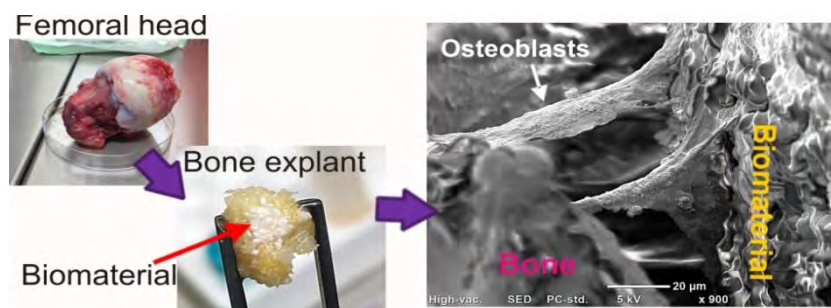 Femoral head
Bone explant
Biomaterial
Osteoblasts
Biomaterial
Bone
20 µm
High-vac. SED PC-std. 5 kV x 900